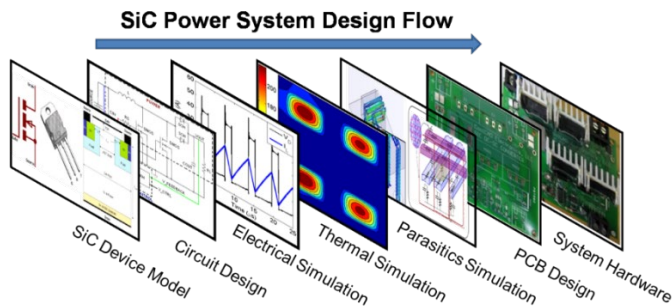 SiC Power System Design Flow
SiC Device Model
Circuit Design
Electrical Simulation
Thermal Simulation
Parasitics Simulation
PCB Design
System Hardware